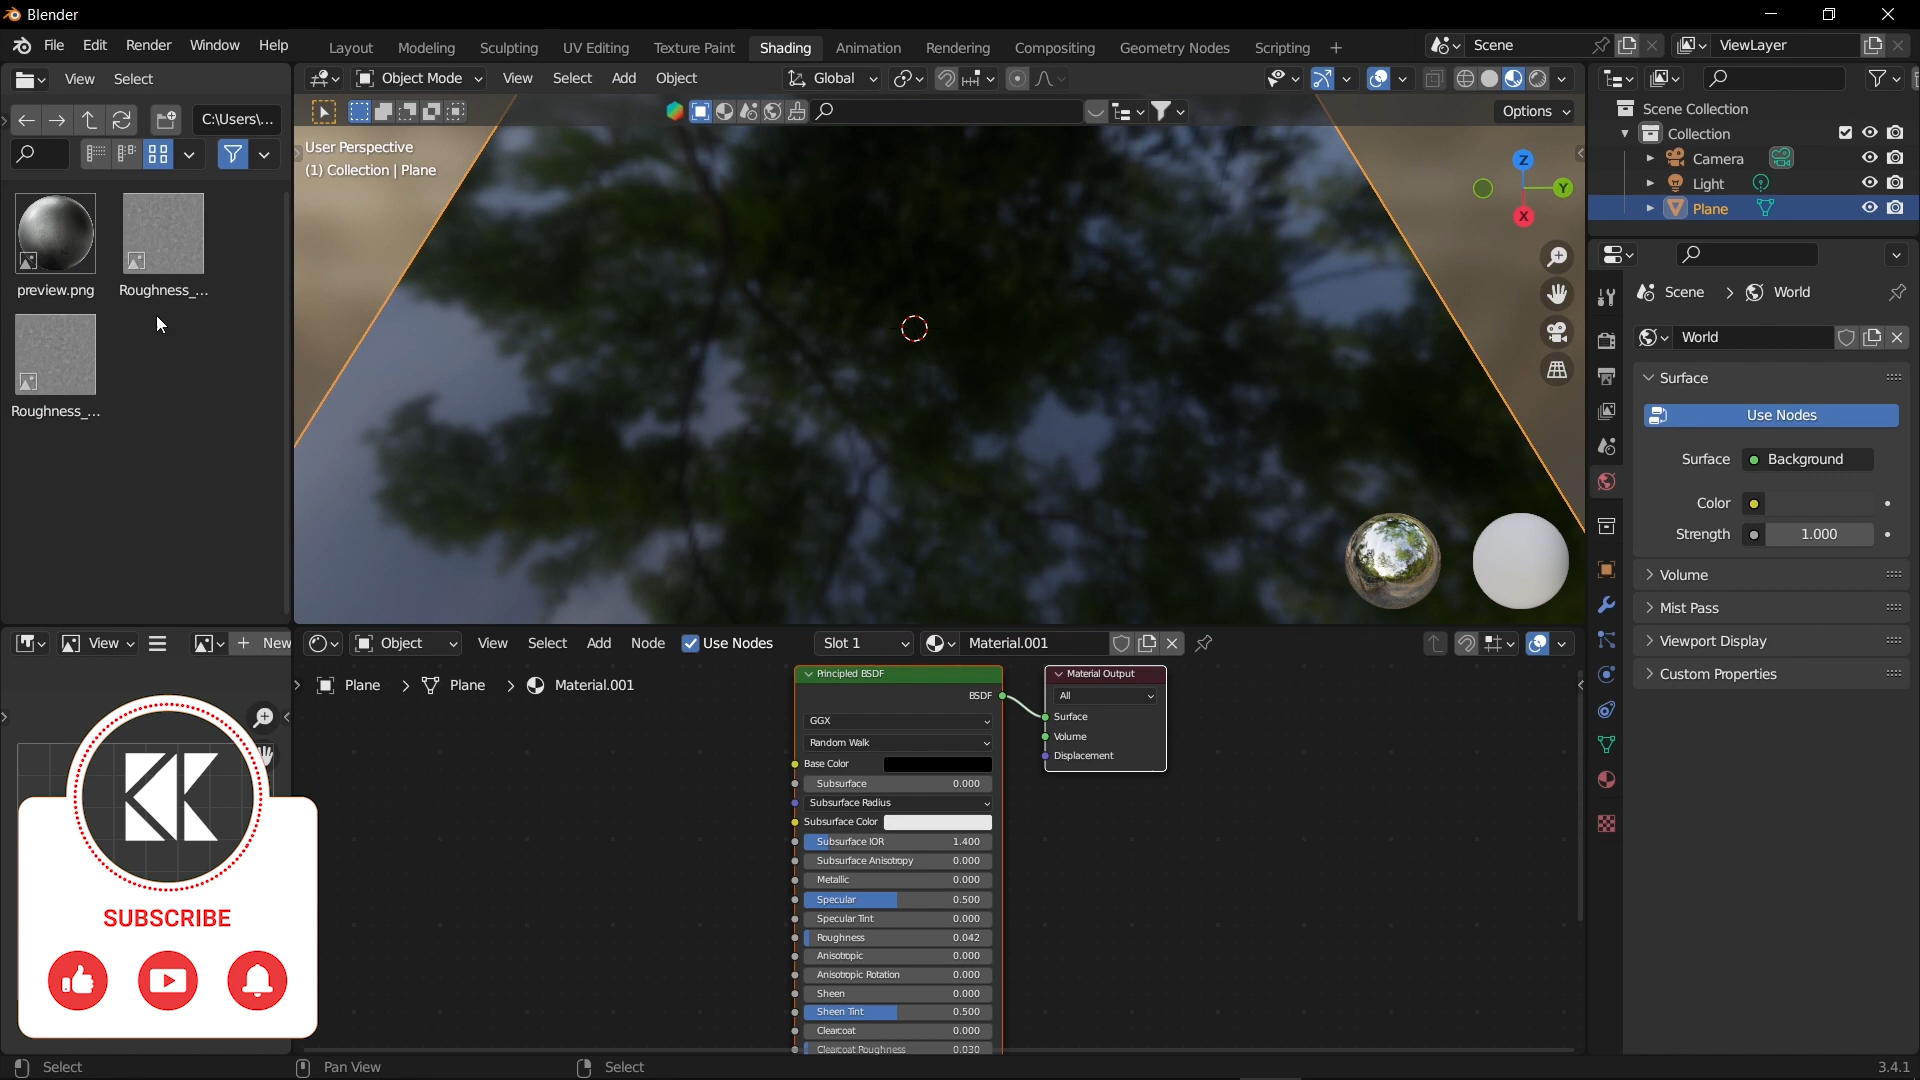 Blender
File Edit Render Window Help
Layout Modeling Sculpting UV Editing Texture Paint Shading Animation Rendering Compositing Geometry Nodes Scripting +
Scene
ViewLayer
View Select
Object Mode View Select Add Object
Global
C:\Users\...
Options
User Perspective
(1) Collection | Plane
Z
Y
X
preview.png
Roughness_...
Roughness_...
Scene Collection
Collection
Camera
Light
Plane
Scene > World
World
Surface
Use Nodes
Surface Background
Color
Strength 1.000
Volume
Mist Pass
Viewport Display
Custom Properties
View
+ New
Object View Select Add Node Use Nodes
Slot 1
Material.001
Plane > Plane > Material.001
Principled BSDF
BSDF
GGX
Random Walk
Base Color
Subsurface 0.000
Subsurface Radius
Subsurface Color
Subsurface IOR 1.400
Subsurface Anisotropy 0.000
Metallic 0.000
Specular 0.500
Specular Tint 0.000
Roughness 0.042
Anisotropic 0.000
Anisotropic Rotation 0.000
Sheen 0.000
Sheen Tint 0.500
Clearcoat 0.000
Clearcoat Roughness 0.030
Material Output
All
Surface
Volume
Displacement
SUBSCRIBE
Select
Pan View
Select
3.4.1